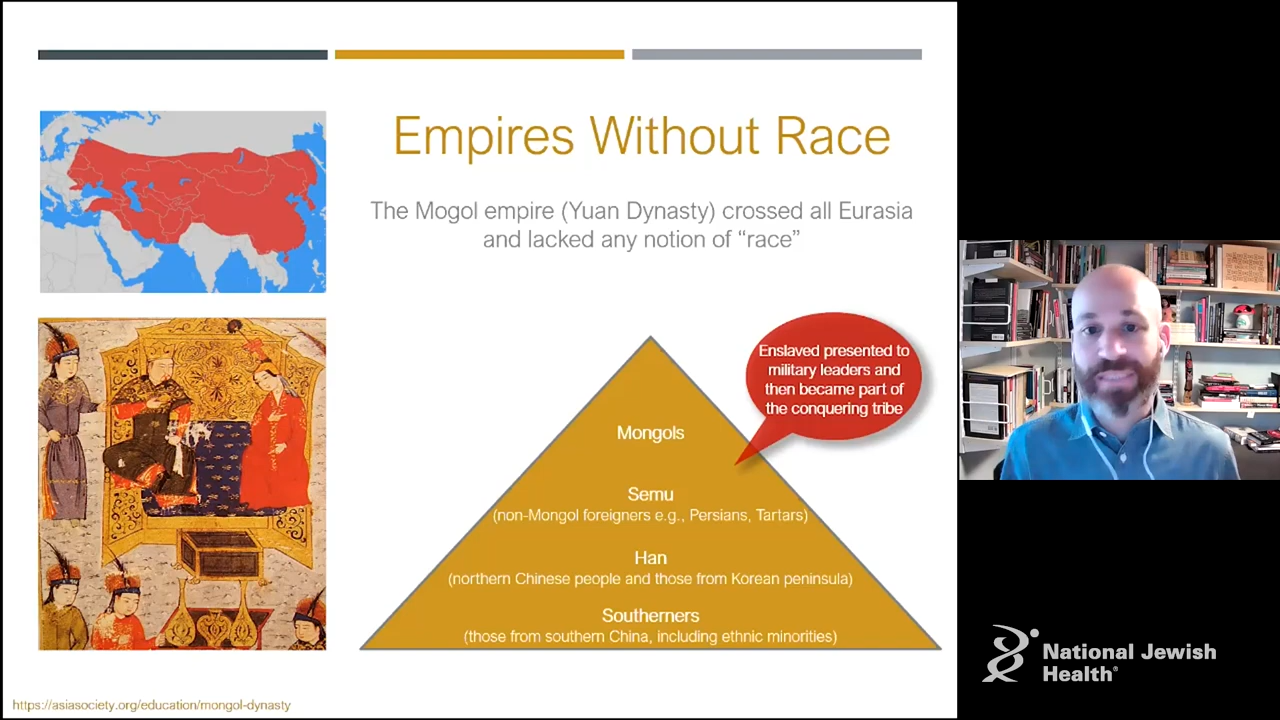 Empires Without Race
The Mogol empire (Yuan Dynasty) crossed all Eurasia
and lacked any notion of “race”
Enslaved presented to
military leaders and
then became part of
the conquering tribe
Mongols
Semu
(non-Mongol foreigners e.g., Persians, Tartars)
Han
(northern Chinese people and those from Korean peninsula)
Southerners
(those from southern China, including ethnic minorities)
https://asiasociety.org/education/mongol-dynasty
National Jewish
Health®